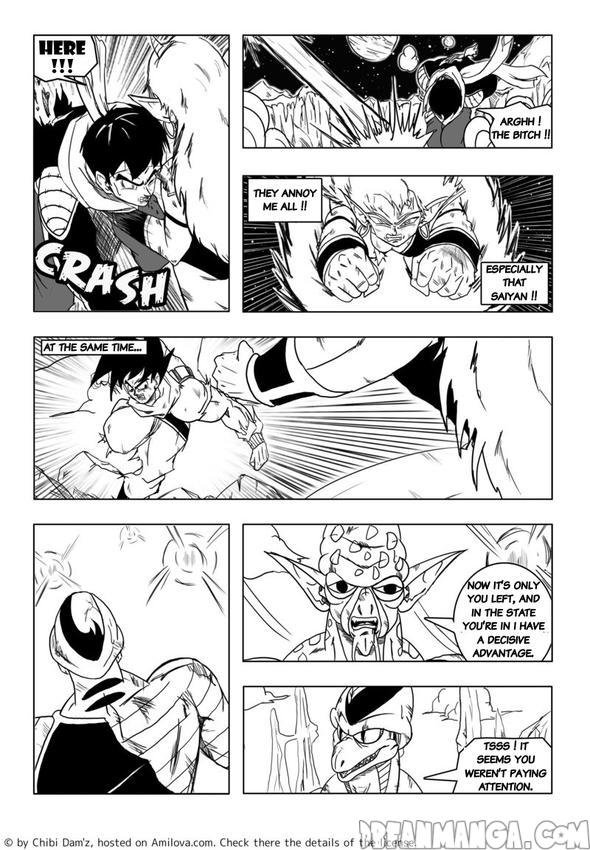 HERE
!!!
CRASH
ARGHH !
THE BITCH !!
THEY ANNOY
ME ALL !!
ESPECIALLY
THAT
SAIYAN !!
AT THE SAME TIME...
NOW IT'S ONLY
YOU LEFT, AND
IN THE STATE
YOU'RE IN I HAVE
A DECISIVE
ADVANTAGE.
TSSS ! IT
SEEMS YOU
WEREN'T PAYING
ATTENTION.
© by Chibi Dam'z, hosted on Amilova.com. Check there the details of the license.
DREAMMANGA.COM